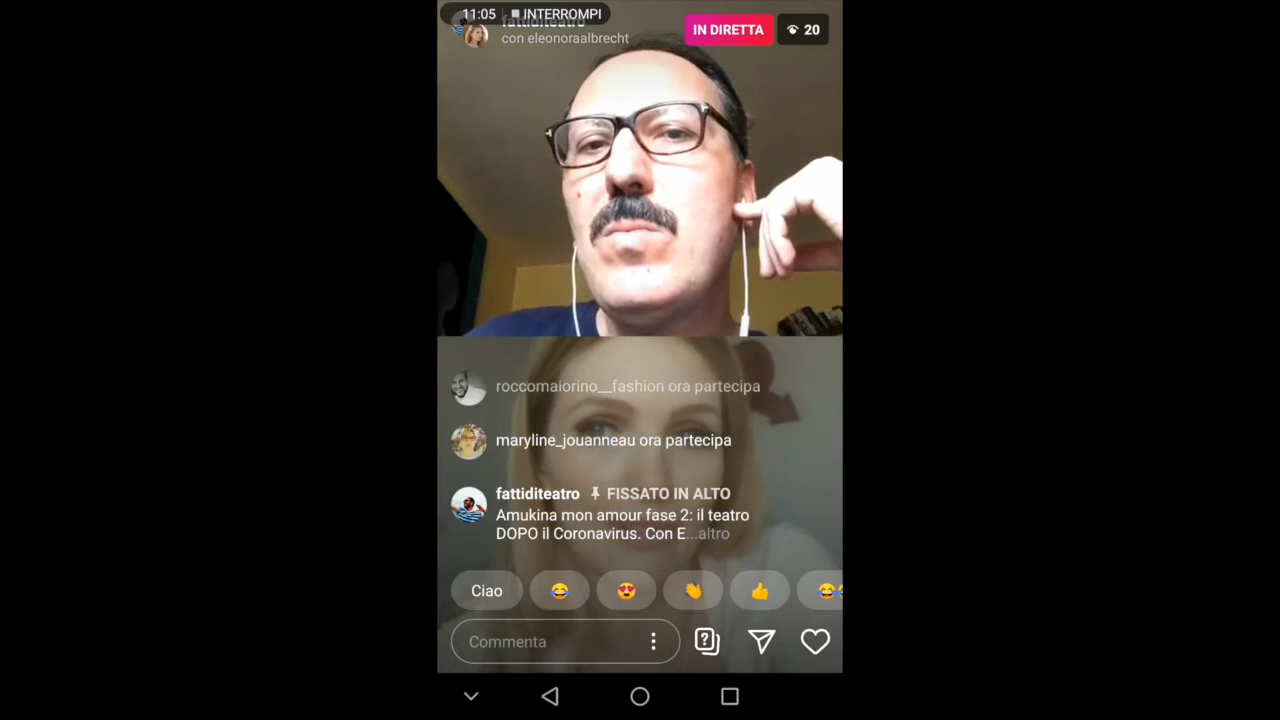 11:05 INTERROMPI
fattiditeatro
con eleonoraalbrecht
IN DIRETTA
20
roccomaiorino__fashion ora partecipa
maryline_jouanneau ora partecipa
fattiditeatro FISSATO IN ALTO
Amukina mon amour fase 2: il teatro
DOPO il Coronavirus. Con E...altro
Ciao
Commenta